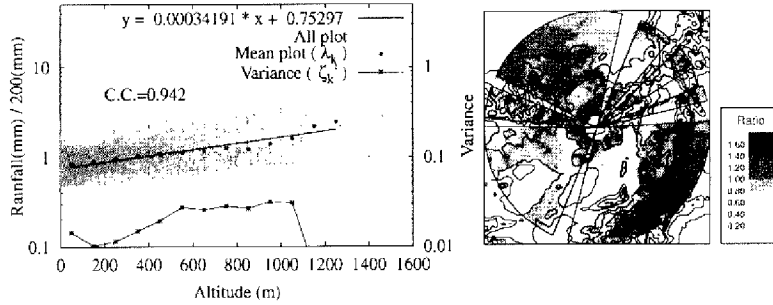 y = 0.00034191 * x + 0.75297
All plot
Mean plot ( λk )
Variance ( ζk )
C.C.=0.942
Rainfall(mm) / 200(mm)
10
1
0.1
1
0.1
0.01
Variance
0 200 400 600 800 1000 1200 1400 1600
Altitude (m)
Ratio
1.60
1.40
1.20
1.00
0.80
0.60
0.40
0.20